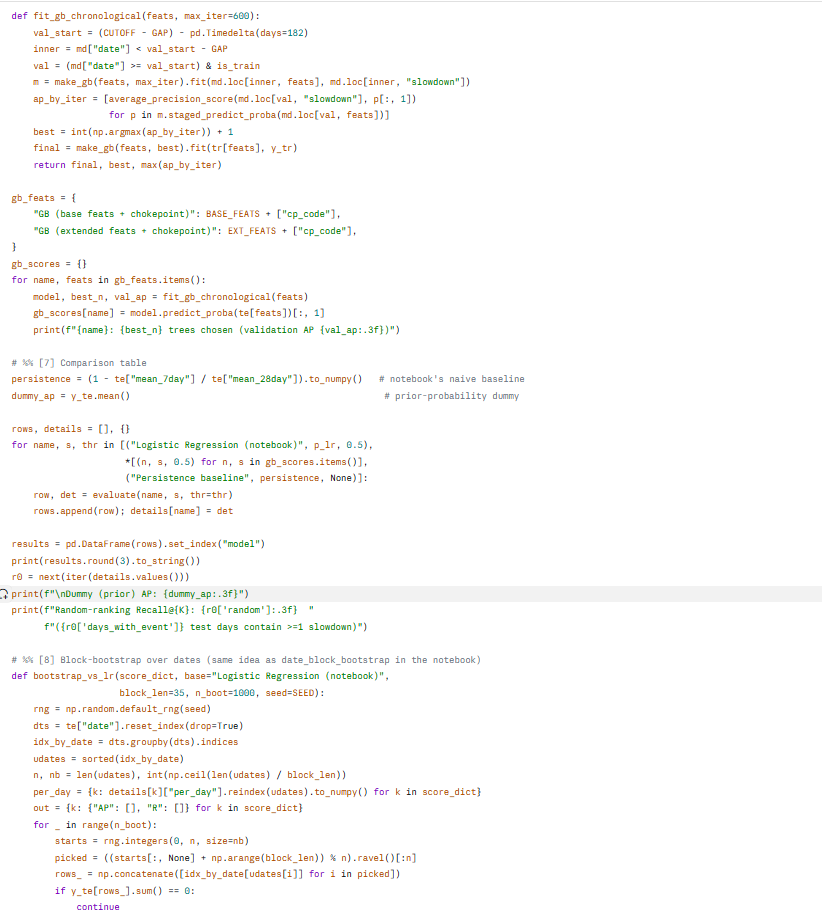 def fit_gb_chronological(feats, max_iter=600):
    val_start = (CUTOFF - GAP) - pd.Timedelta(days=182)
    inner = md["date"] < val_start - GAP
    val = (md["date"] >= val_start) & is_train
    m = make_gb(feats, max_iter).fit(md.loc[inner, feats], md.loc[inner, "slowdown"])
    ap_by_iter = [average_precision_score(md.loc[val, "slowdown"], p[:, 1])
                  for p in m.staged_predict_proba(md.loc[val, feats])]
    best = int(np.argmax(ap_by_iter)) + 1
    final = make_gb(feats, best).fit(tr[feats], y_tr)
    return final, best, max(ap_by_iter)

gb_feats = {
    "GB (base feats + chokepoint)": BASE_FEATS + ["cp_code"],
    "GB (extended feats + chokepoint)": EXT_FEATS + ["cp_code"],
}
gb_scores = {}
for name, feats in gb_feats.items():
    model, best_n, val_ap = fit_gb_chronological(feats)
    gb_scores[name] = model.predict_proba(te[feats])[:, 1]
    print(f"{name}: {best_n} trees chosen (validation AP {val_ap:.3f})")

# %% [7] Comparison table
persistence = (1 - te["mean_7day"] / te["mean_28day"]).to_numpy()   # notebook's naive baseline
dummy_ap = y_te.mean()                                               # prior-probability dummy

rows, details = [], {}
for name, s, thr in [("Logistic Regression (notebook)", p_lr, 0.5),
                     *[(n, s, 0.5) for n, s in gb_scores.items()],
                     ("Persistence baseline", persistence, None)]:
    row, det = evaluate(name, s, thr=thr)
    rows.append(row); details[name] = det

results = pd.DataFrame(rows).set_index("model")
print(results.round(3).to_string())
r0 = next(iter(details.values()))
print(f"\nDummy (prior) AP: {dummy_ap:.3f}")
print(f"Random-ranking Recall@{K}: {r0['random']:.3f}  "
      f"({r0['days_with_event']} test days contain >=1 slowdown)")

# %% [8] Block-bootstrap over dates (same idea as date_block_bootstrap in the notebook)
def bootstrap_vs_lr(score_dict, base="Logistic Regression (notebook)",
                    block_len=35, n_boot=1000, seed=SEED):
    rng = np.random.default_rng(seed)
    dts = te["date"].reset_index(drop=True)
    idx_by_date = dts.groupby(dts).indices
    udates = sorted(idx_by_date)
    n, nb = len(udates), int(np.ceil(len(udates) / block_len))
    per_day = {k: details[k]["per_day"].reindex(udates).to_numpy() for k in score_dict}
    out = {k: {"AP": [], "R": []} for k in score_dict}
    for _ in range(n_boot):
        starts = rng.integers(0, n, size=nb)
        picked = ((starts[:, None] + np.arange(block_len)) % n).ravel()[:n]
        rows_ = np.concatenate([idx_by_date[udates[i]] for i in picked])
        if y_te[rows_].sum() == 0:
            continue